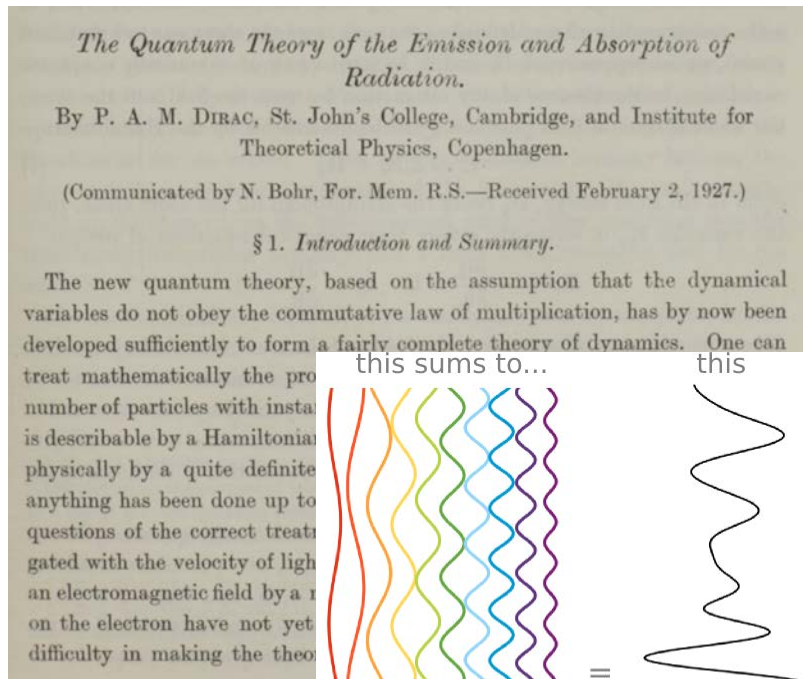 The Quantum Theory of the Emission and Absorption of
Radiation.
By P. A. M. DIRAC, St. John's College, Cambridge, and Institute for
Theoretical Physics, Copenhagen.
(Communicated by N. Bohr, For. Mem. R.S.—Received February 2, 1927.)
§ 1. Introduction and Summary.
The new quantum theory, based on the assumption that the dynamical
variables do not obey the commutative law of multiplication, has by now been
developed sufficiently to form a fairly complete theory of dynamics. One can
treat mathematically the
number of particles with
is describable by a
physically by a quite definite
anything has been done up to
questions of the correct
gated with the velocity of
an electromagnetic field by a
on the electron have not yet
difficulty in making the
this sums to...
this
=